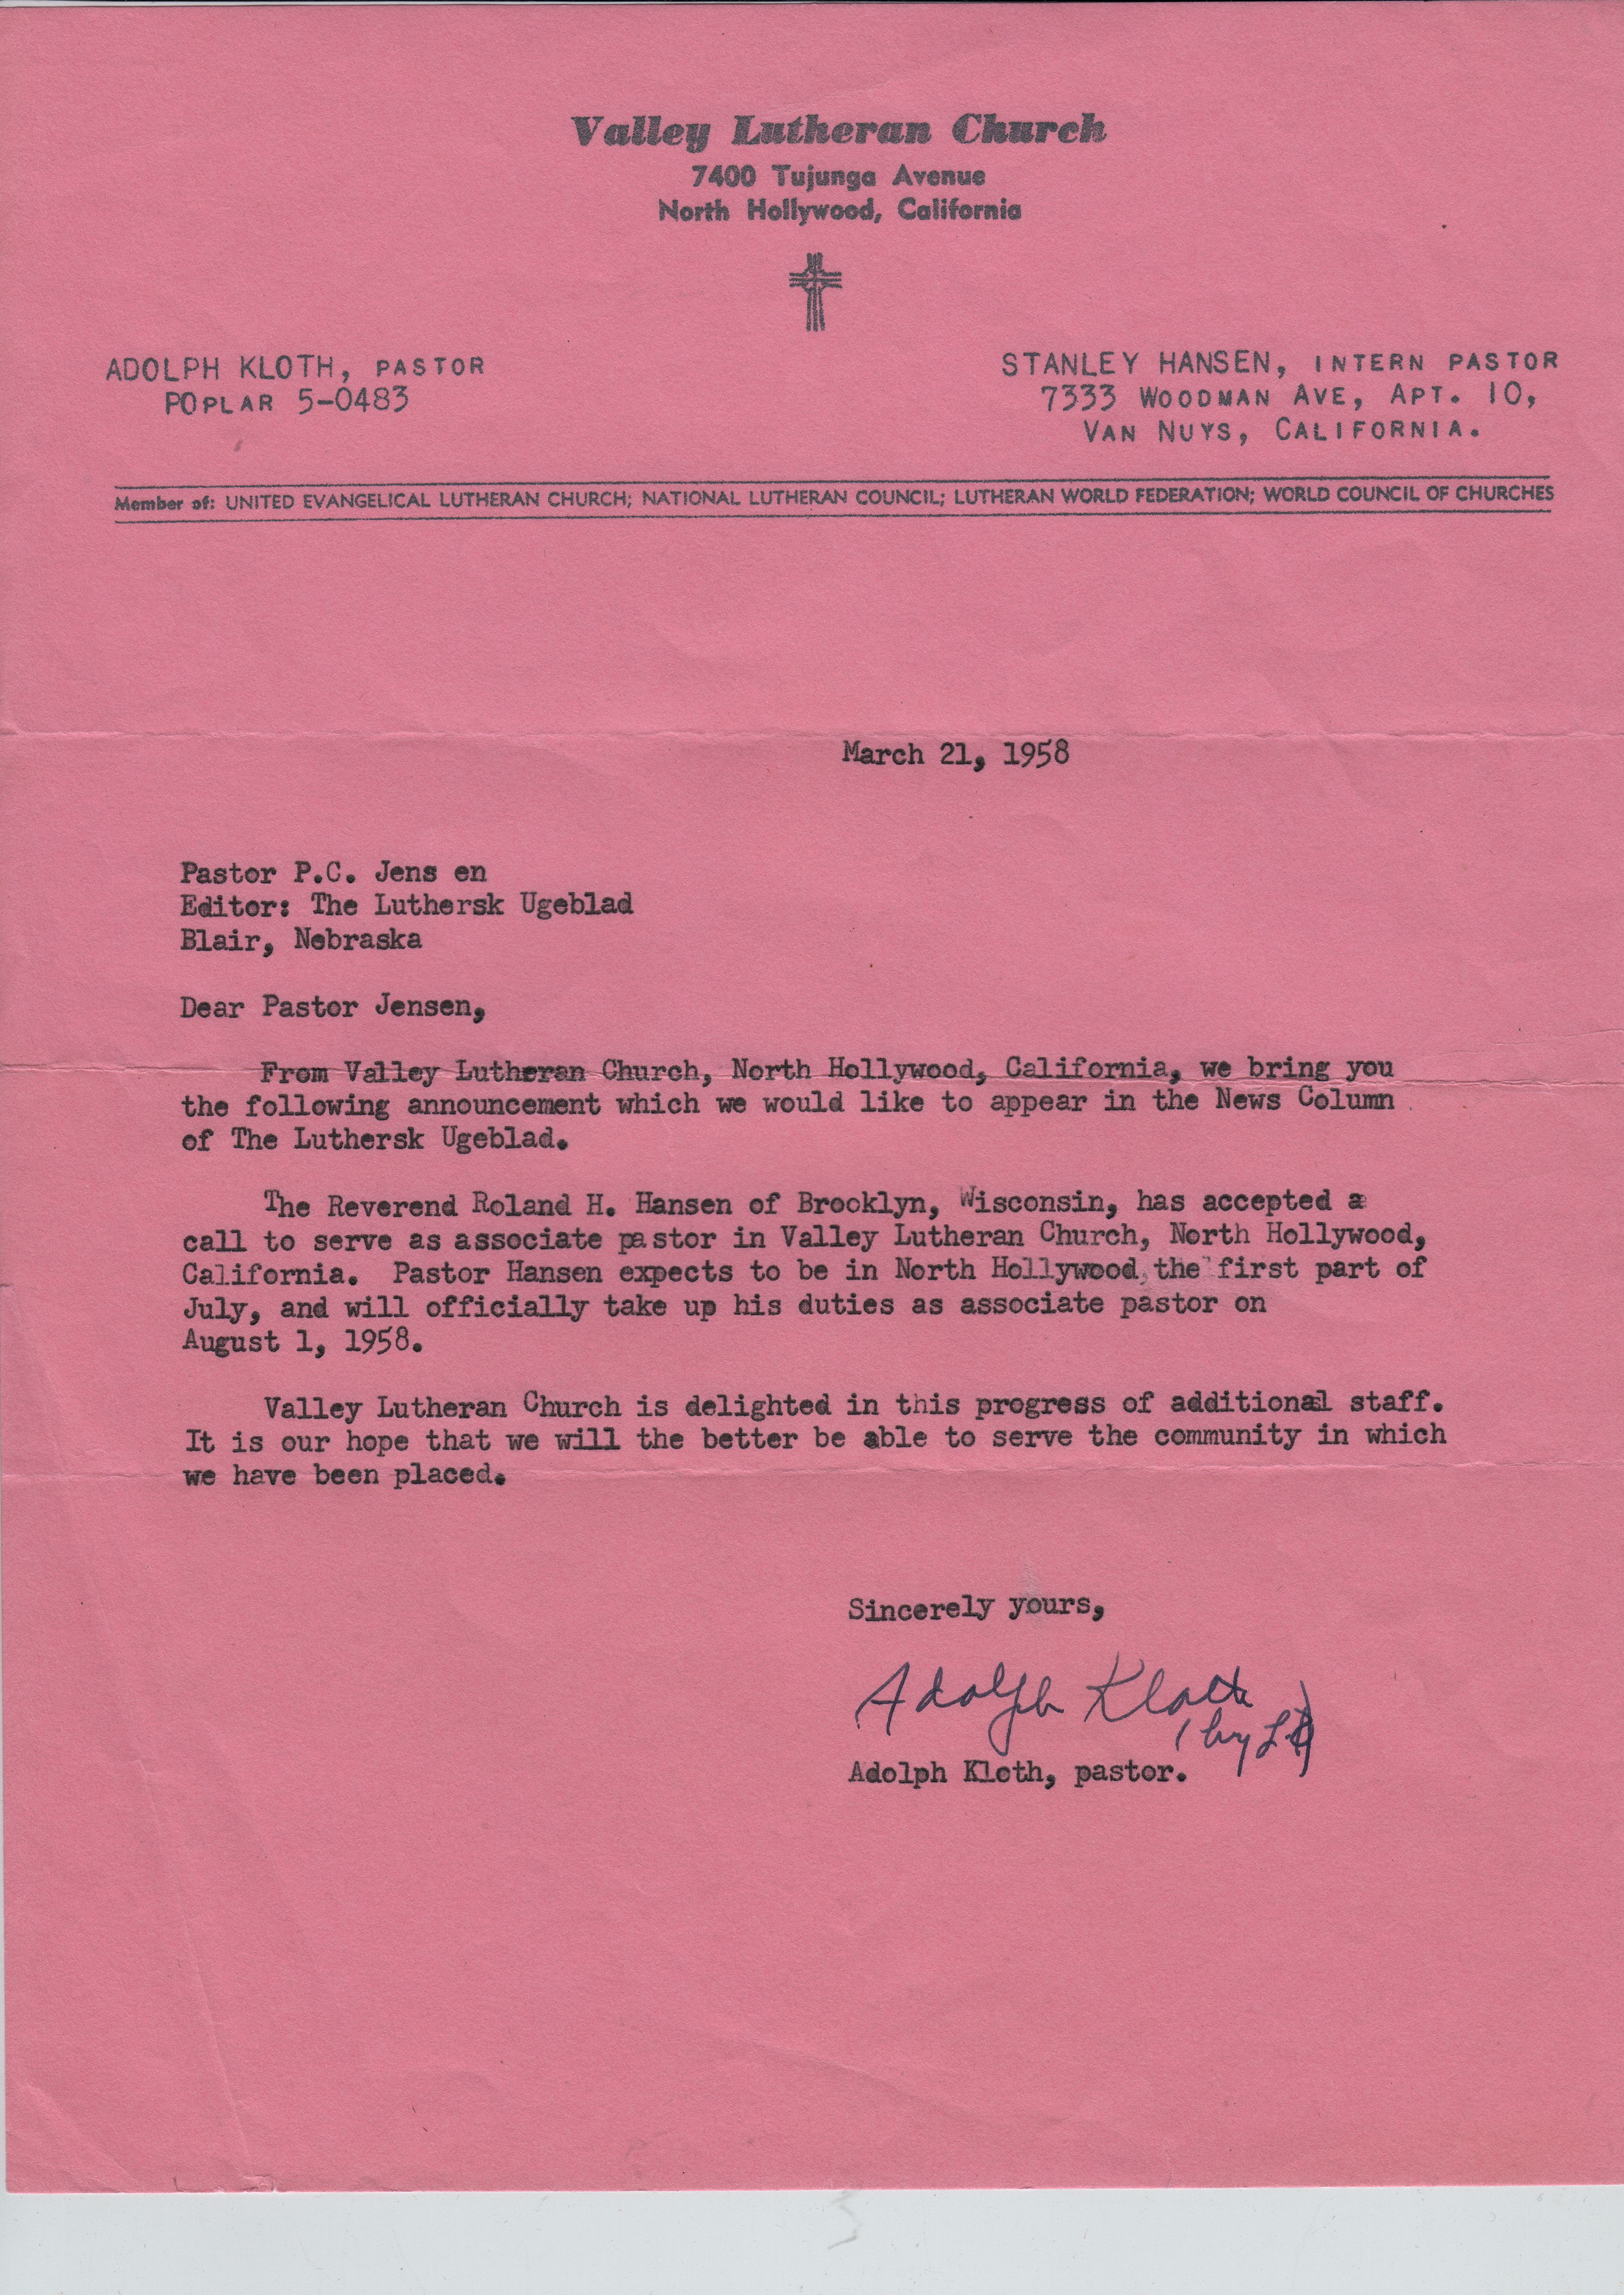 Valley Lutheran Church
7400 Tujunga Avenue
North Hollywood, California
ADOLPH KLOTH, PASTOR
POPLAR 5-0483
STANLEY HANSEN, INTERN PASTOR
7333 WOODMAN AVE, APT. 10,
VAN NUYS, CALIFORNIA.
Member of: UNITED EVANGELICAL LUTHERAN CHURCH; NATIONAL LUTHERAN COUNCIL; LUTHERAN WORLD FEDERATION; WORLD COUNCIL OF CHURCHES
March 21, 1958
Pastor P.C. Jens en
Editor: The Luthersk Ugeblad
Blair, Nebraska
Dear Pastor Jensen,
From Valley Lutheran Church, North Hollywood, California, we bring you
the following announcement which we would like to appear in the News Column
of The Luthersk Ugeblad.
The Reverend Roland H. Hansen of Brooklyn, Wisconsin, has accepted a
call to serve as associate pastor in Valley Lutheran Church, North Hollywood,
California. Pastor Hansen expects to be in North Hollywood, the first part of
July, and will officially take up his duties as associate pastor on
August 1, 1958.
Valley Lutheran Church is delighted in this progress of additional staff.
It is our hope that we will the better be able to serve the community in which
we have been placed.
Sincerely yours,
Adolph Kloth
(by
Adolph Kloth, pastor.